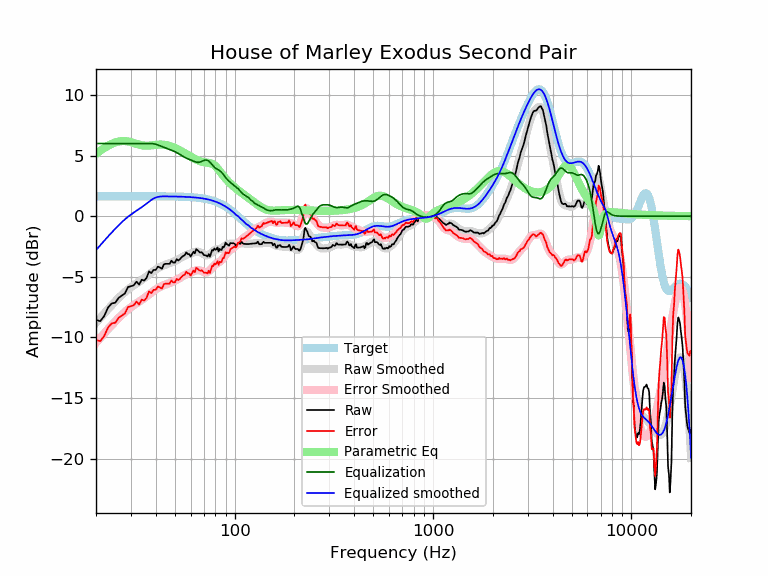 House of Marley Exodus Second Pair
Amplitude (dBr)
10
5
0
−5
−10
−15
−20
100
1000
10000
Frequency (Hz)
Target
Raw Smoothed
Error Smoothed
Raw
Error
Parametric Eq
Equalization
Equalized smoothed